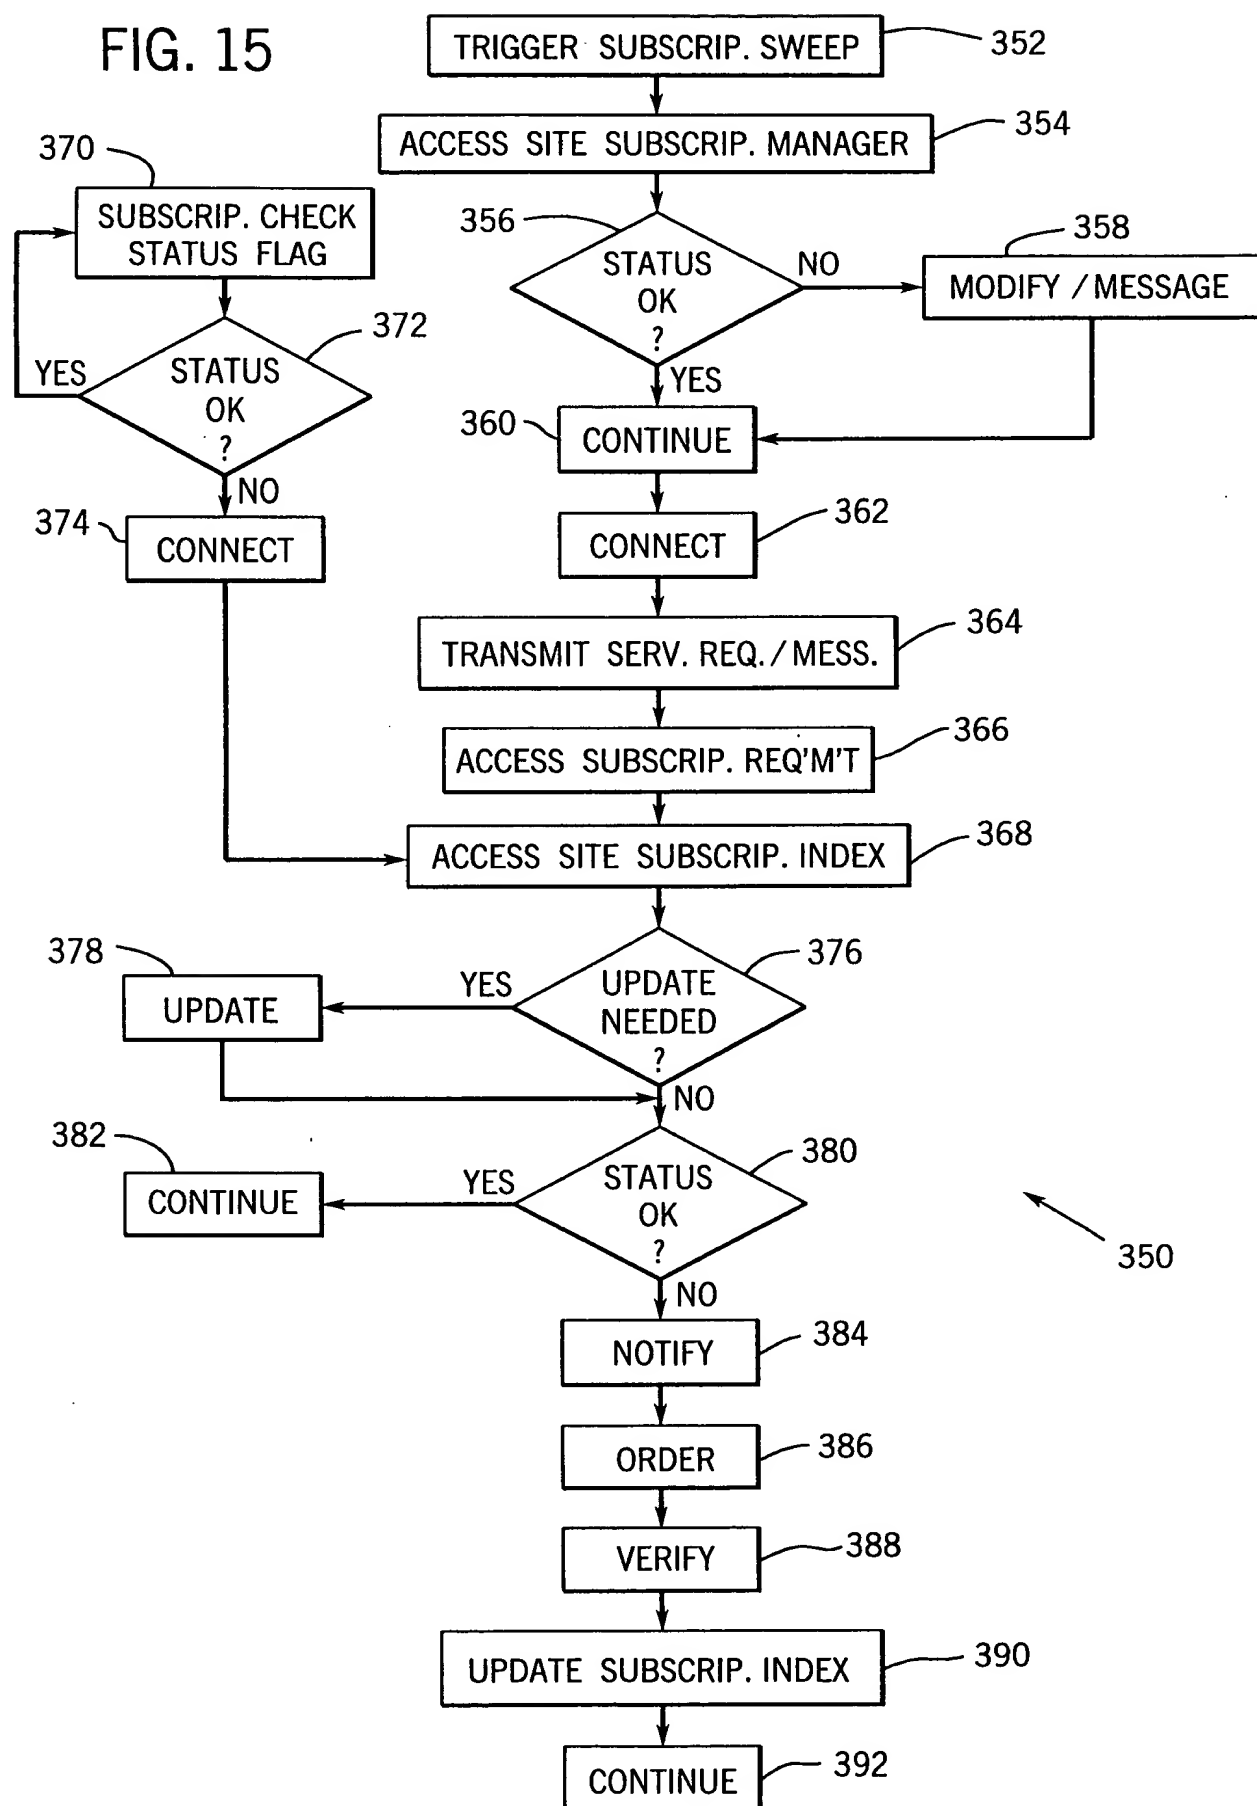 FIG. 15
TRIGGER SUBSCRIP. SWEEP
352
ACCESS SITE SUBSCRIP. MANAGER
354
370
SUBSCRIP. CHECK
STATUS FLAG
356
STATUS
OK
?
NO
358
MODIFY / MESSAGE
372
STATUS
OK
?
YES
YES
360
CONTINUE
NO
374
CONNECT
362
CONNECT
364
TRANSMIT SERV. REQ. / MESS.
366
ACCESS SUBSCRIP. REQ'M'T
368
ACCESS SITE SUBSCRIP. INDEX
378
UPDATE
YES
376
UPDATE
NEEDED
?
NO
382
CONTINUE
YES
380
STATUS
OK
?
350
NO
384
NOTIFY
386
ORDER
388
VERIFY
390
UPDATE SUBSCRIP. INDEX
392
CONTINUE